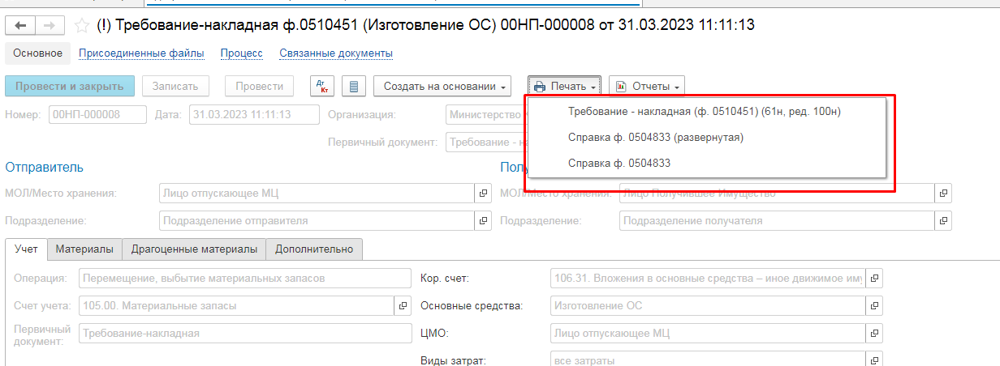 (!) Требование-накладная ф.0510451 (Изготовление ОС) 00НП-000008 от 31.03.2023 11:11:13
Основное Присоединенные файлы Процесс Связанные документы
Провести и закрыть Записать Провести Дт Кт Создать на основании Печать Отчеты
Номер: 00НП-000008 Дата: 31.03.2023 11:11:13 Организация: Министерство
Требование - накладная (ф. 0510451) (61н, ред. 100н)
Справка ф. 0504833 (развернутая)
Справка ф. 0504833
Первичный документ: Требование - на
Отправитель
МОЛ/Место хранения: Лицо отпускающее МЦ МОЛ/Место хранения: Лицо Получившее Имущество
Подразделение: Подразделение отправителя Подразделение: Подразделение получателя
Учет Материалы Драгоценные материалы Дополнительно
Операция: Перемещение, выбытие материальных запасов Кор. счет: 106.31. Вложения в основные средства – иное движимое иму
Счет учета: 105.00. Материальные запасы Основные средства: Изготовление ОС
Первичный документ: Требование-накладная ЦМО: Лицо отпускающее МЦ
Виды затрат: все затраты